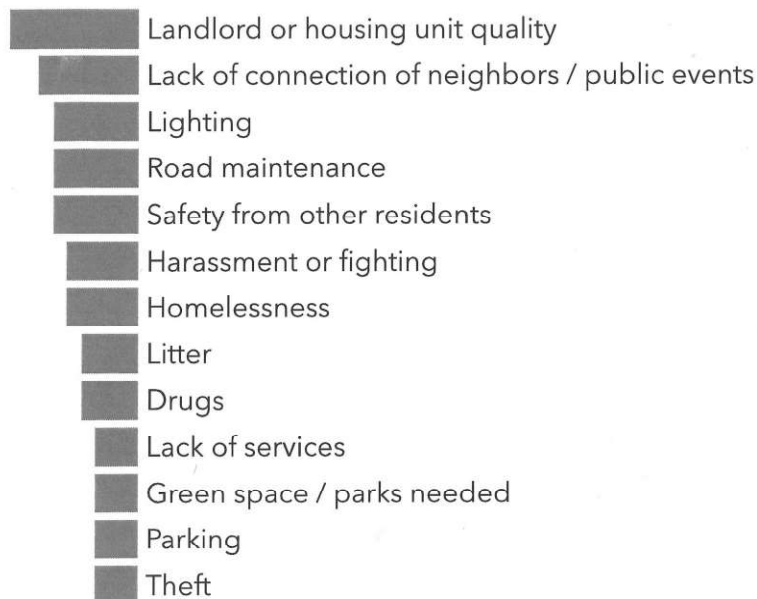 Landlord or housing unit quality
Lack of connection of neighbors / public events
Lighting
Road maintenance
Safety from other residents
Harassment or fighting
Homelessness
Litter
Drugs
Lack of services
Green space / parks needed
Parking
Theft